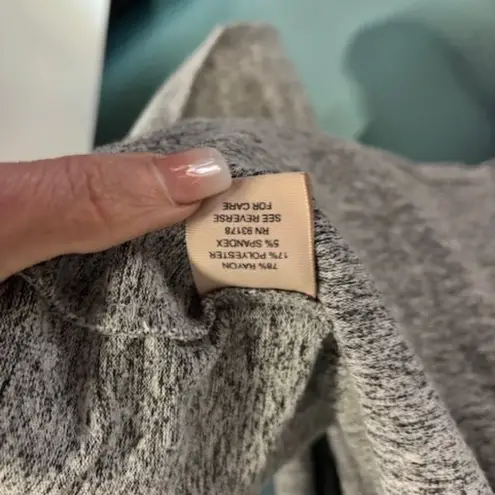 78% RAYON
17% POLYESTER
5% SPANDEX
RN 93178
SEE REVERSE
FOR CARE